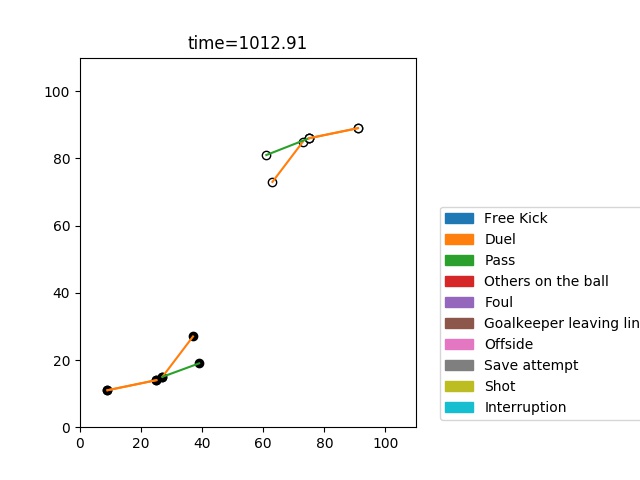 time=1012.91
100
80
60
40
20
0
0 20 40 60 80 100
Free Kick
Duel
Pass
Others on the ball
Foul
Goalkeeper leaving lin
Offside
Save attempt
Shot
Interruption